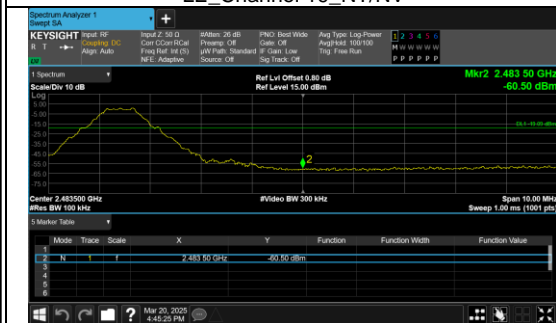 Spectrum Analyzer 1
Swept SA
+
KEYSIGHT Input: RF Input Z: 50 Ω #Atten: 26 dB PNO: Best Wide Avg Type: Log-Power 1 2 3 4 5 6
R T Coupling: DC Corr CCorr RCal Preamp: Off Gate: Off Avg|Hold: 100/100 M W W W W W
Align: Auto Freq Ref: Int (S) µW Path: Standard IF Gain: Low Trig: Free Run
NFE: Adaptive Source: Off Sig Track: Off P P P P P P
1 Spectrum Ref Lvl Offset 0.80 dB Mkr2 2.483 50 GHz
Scale/Div 10 dB Ref Level 15.00 dBm -60.50 dBm
Log
5.00
-5.00
-15.0
-25.0
-35.0
-45.0
-55.0
-65.0
-75.0
2
Center 2.483500 GHz #Video BW 300 kHz Span 10.00 MHz
#Res BW 100 kHz Sweep 1.00 ms (1001 pts)
5 Marker Table
Mode Trace Scale X Y Function Function Width Function Value
1
2 N 1 f 2.483 50 GHz -60.50 dBm
3
4
5
6
? Mar 20, 2025
4:45:25 PM